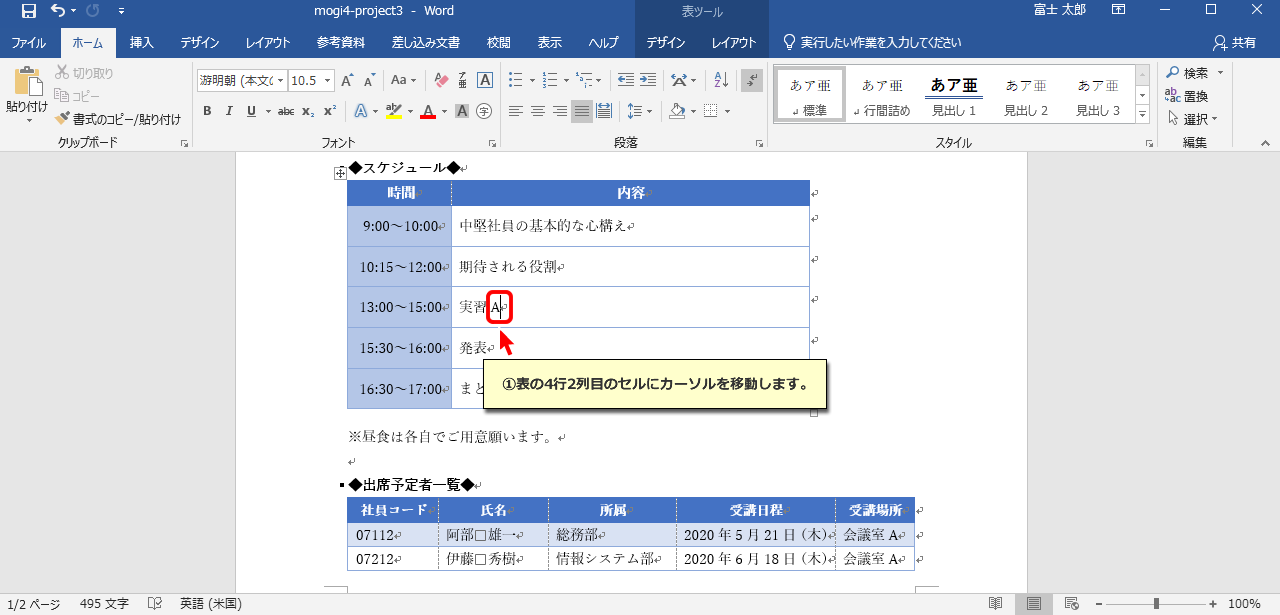 mogi4-project3 - Word
表ツール
富士 太郎
ファイル ホーム 挿入 デザイン レイアウト 参考資料 差し込み文書 校閲 表示 ヘルプ デザイン レイアウト 実行したい作業を入力してください 共有
貼り付け
切り取り
コピー
書式のコピー/貼り付け
クリップボード
游明朝 (本文の 10.5
フォント
段落
あア亜 標準
あア亜 行間詰め
あア亜 見出し 1
あア亜 見出し 2
あア亜 見出し 3
スタイル
検索
置換
選択
編集
◆スケジュール◆
時間 内容
9:00～10:00 中堅社員の基本的な心構え
10:15～12:00 期待される役割
13:00～15:00 実習 A
15:30～16:00 発表
16:30～17:00 まと
①表の4行2列目のセルにカーソルを移動します。
※昼食は各自でご用意願います。
◆出席予定者一覧◆
社員コード 氏名 所属 受講日程 受講場所
07112 阿部□雄一 総務部 2020 年 5 月 21 日（木） 会議室 A
07212 伊藤□秀樹 情報システム部 2020 年 6 月 18 日（木） 会議室 A
1/2 ページ 495 文字 英語 (米国) 100%